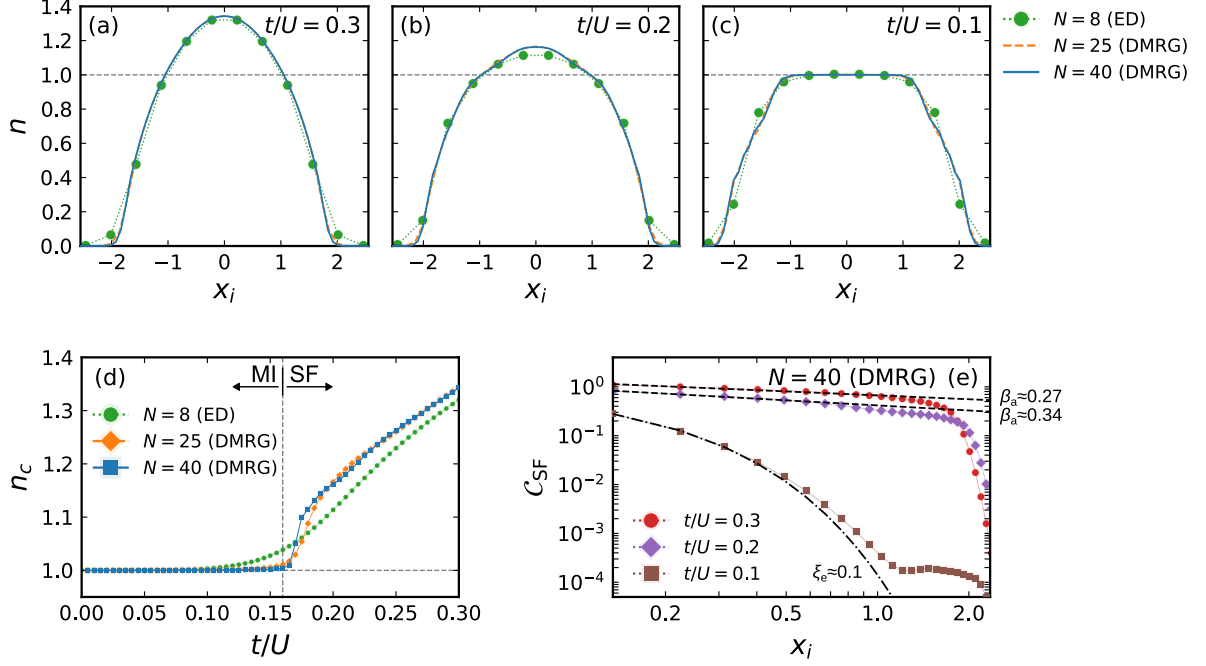 (a)
t/U = 0.3
(b)
t/U = 0.2
(c)
t/U = 0.1
N = 8 (ED)
N = 25 (DMRG)
N = 40 (DMRG)
1.4
1.2
1.0
0.8
0.6
0.4
0.2
0.0
n
−2 −1 0 1 2
−2 −1 0 1 2
−2 −1 0 1 2
x_i
x_i
x_i
(d)
MI
SF
N = 8 (ED)
N = 25 (DMRG)
N = 40 (DMRG)
1.4
1.3
1.2
1.1
1.0
n_c
0.00 0.05 0.10 0.15 0.20 0.25 0.30
t/U
N = 40 (DMRG) (e)
β_a≈0.27
β_a≈0.34
10^0
10^−1
10^−2
10^−3
10^−4
C_SF
t/U = 0.3
t/U = 0.2
t/U = 0.1
ξ_e≈0.1
0.2 0.5 1.0 2.0
x_i